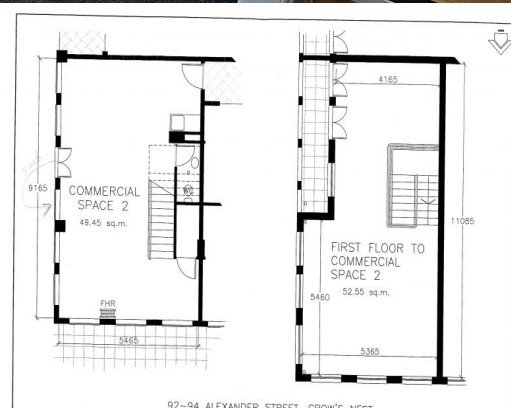 9165
COMMERCIAL
SPACE 2
49.45 sq.m.
WC
FHR
5465
4165
11085
FIRST FLOOR TO
COMMERCIAL
SPACE 2
52.55 sq.m.
5460
5365
92-94 ALEXANDER STREET, CROW'S NEST